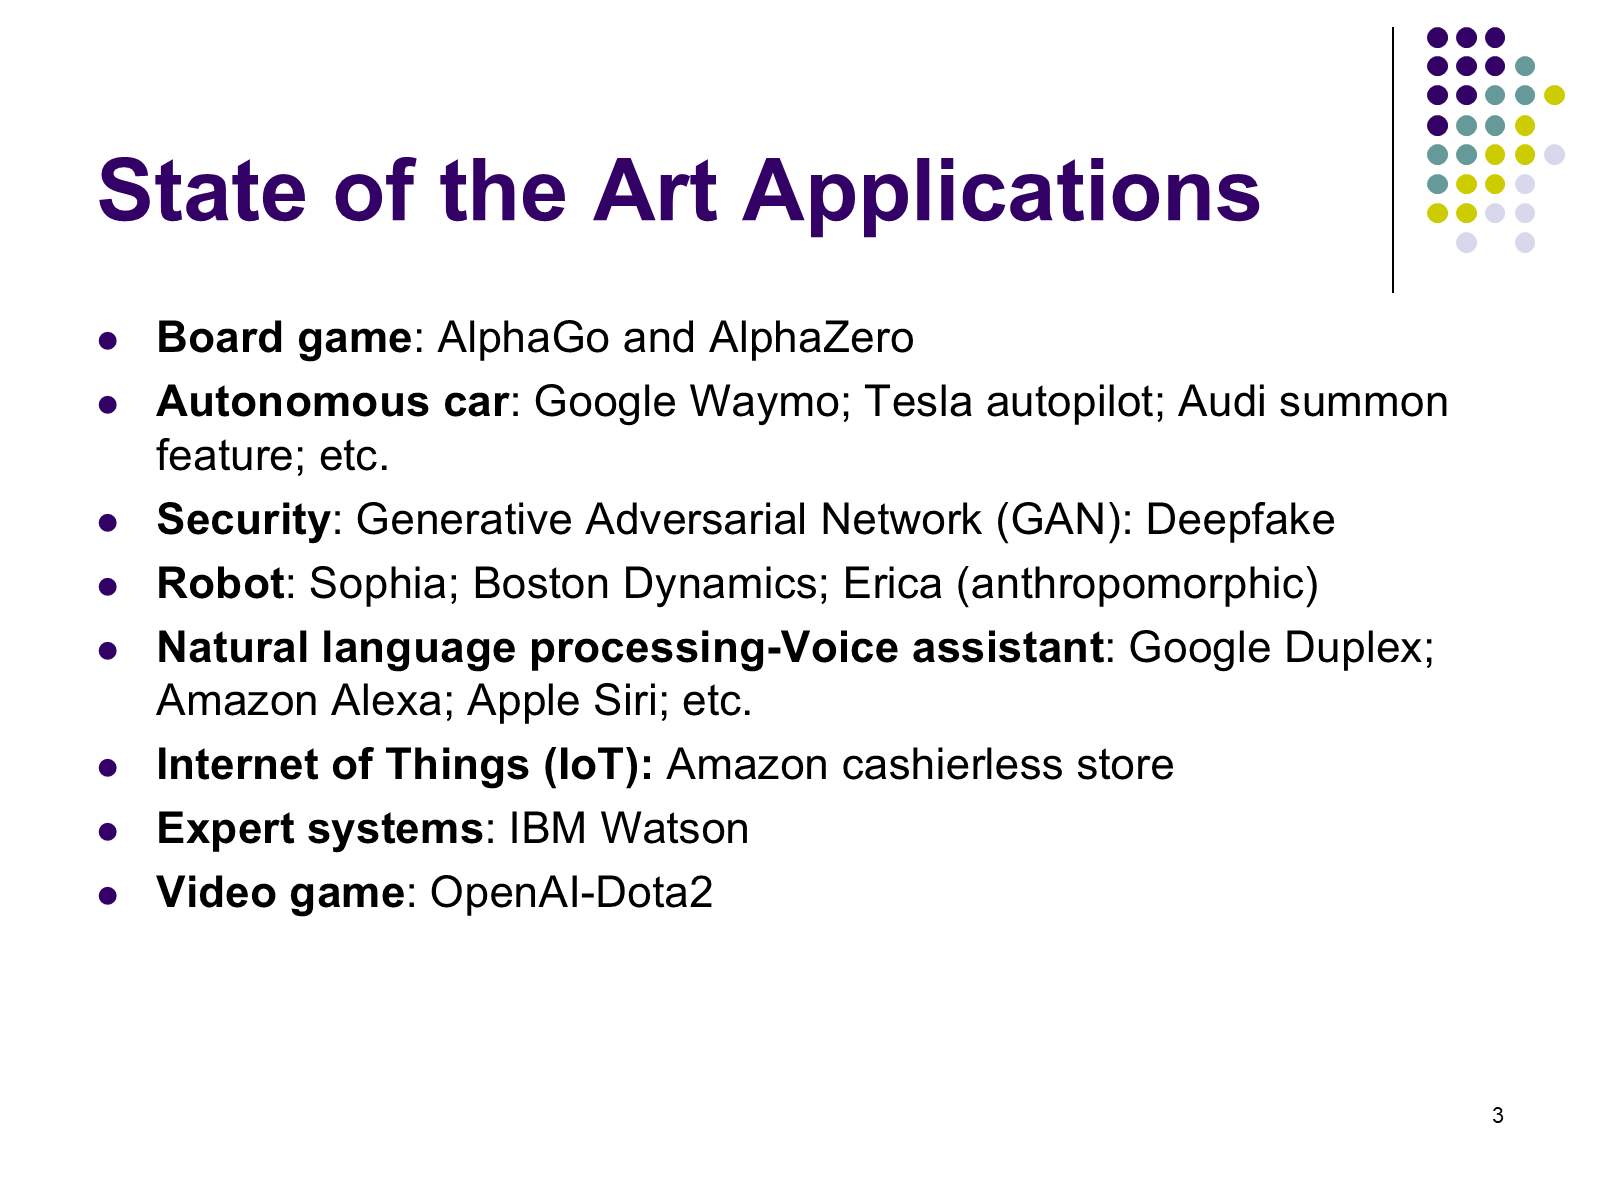 State of the Art Applications
Board game: AlphaGo and AlphaZero
Autonomous car: Google Waymo; Tesla autopilot; Audi summon
feature; etc.
Security: Generative Adversarial Network (GAN): Deepfake
Robot: Sophia; Boston Dynamics; Erica (anthropomorphic)
Natural language processing-Voice assistant: Google Duplex;
Amazon Alexa; Apple Siri; etc.
Internet of Things (IoT): Amazon cashierless store
Expert systems: IBM Watson
Video game: OpenAI-Dota2
3